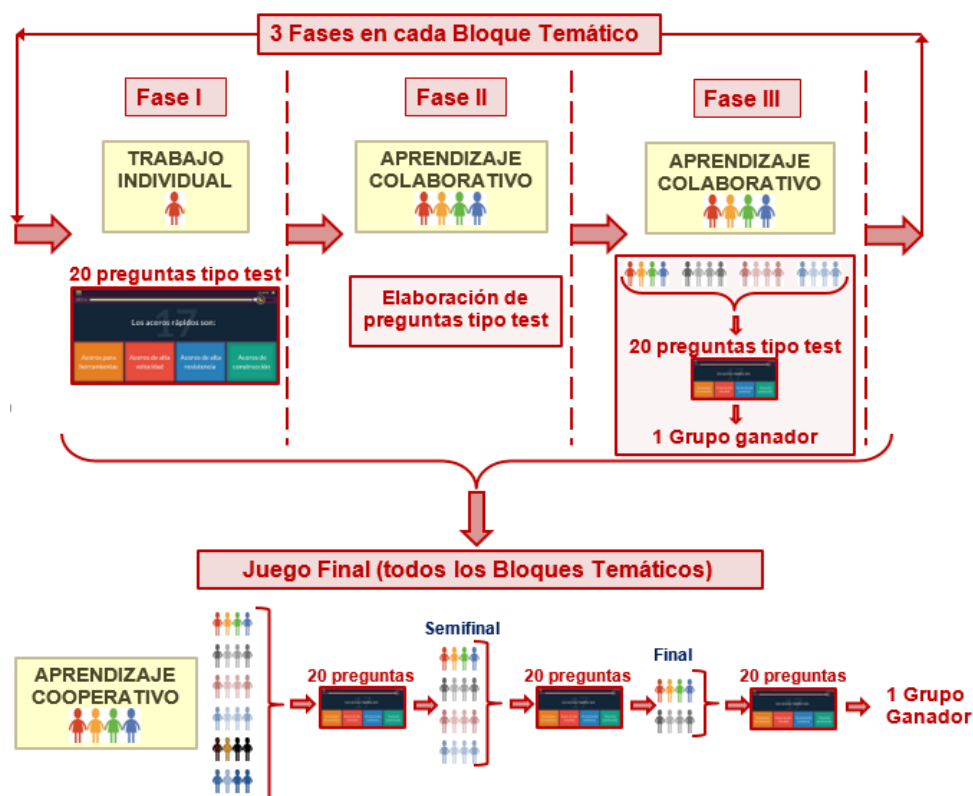 3 Fases en cada Bloque Temático
Fase I
TRABAJO
INDIVIDUAL
20 preguntas tipo test
17
Los aceros rápidos son:
Aceros para
herramientas
Aceros de alta
velocidad
Aceros de alta
resistencia
Aceros de
construcción
Fase II
APRENDIZAJE
COLABORATIVO
Elaboración de
preguntas tipo test
Fase III
APRENDIZAJE
COLABORATIVO
20 preguntas tipo test
1 Grupo ganador
Juego Final (todos los Bloques Temáticos)
APRENDIZAJE
COOPERATIVO
20 preguntas
Semifinal
20 preguntas
Final
20 preguntas
1 Grupo
Ganador